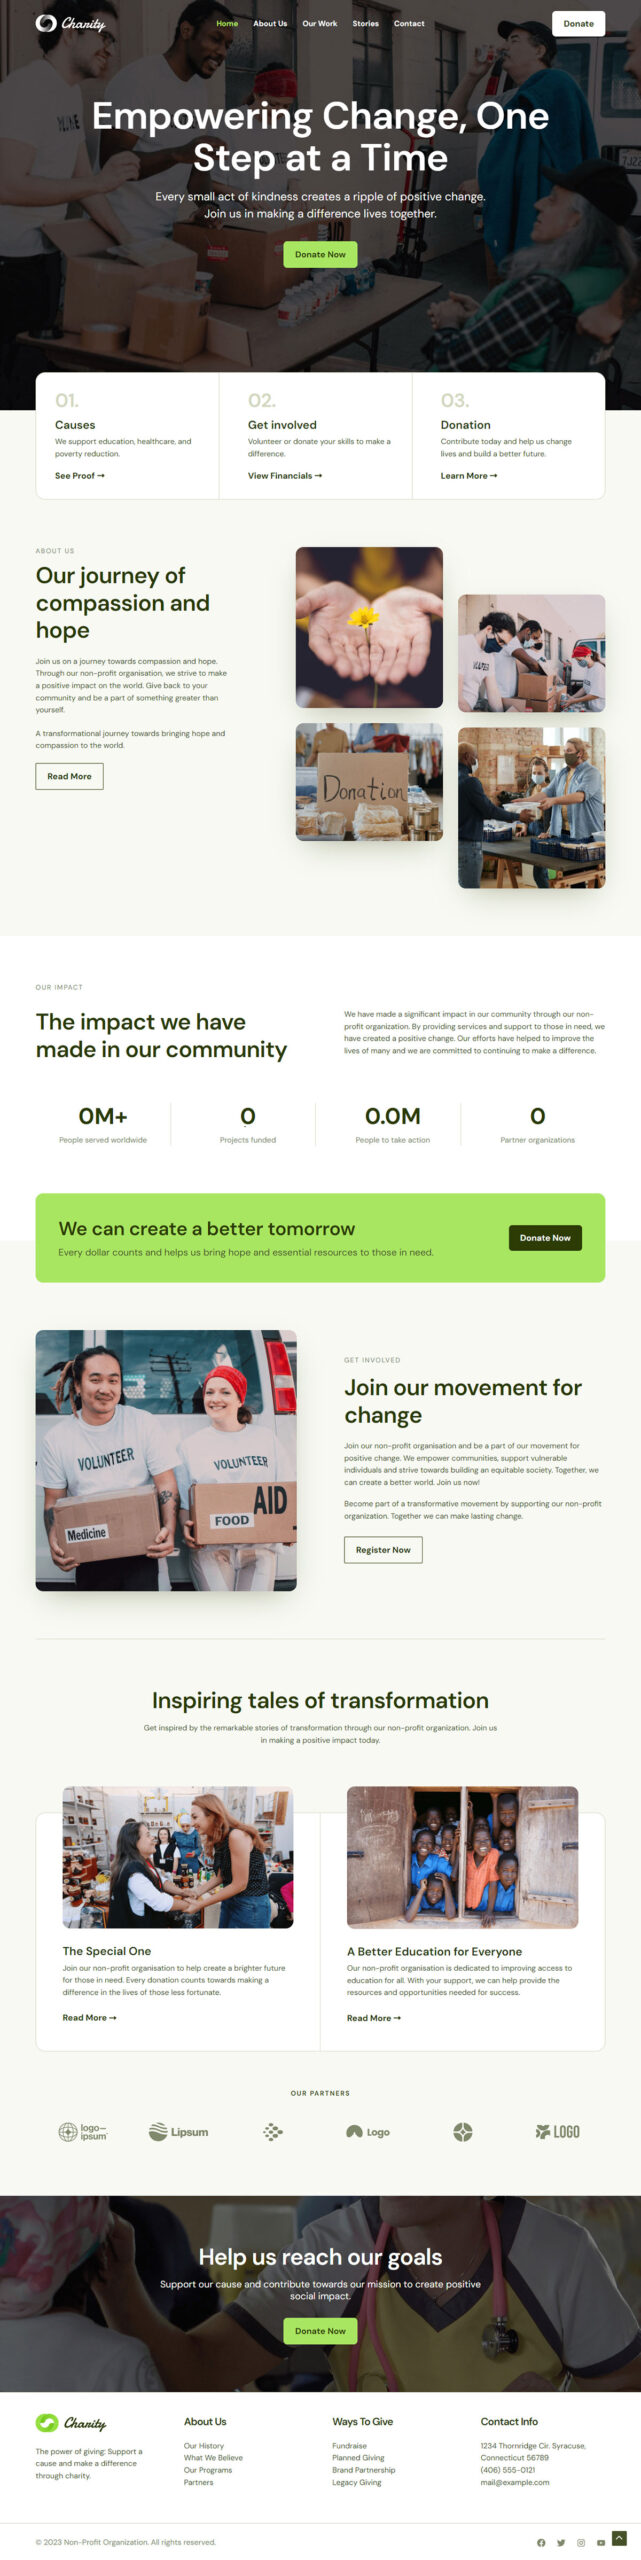 Charity
Home About Us Our Work Stories Contact
Donate
Empowering Change, One
Step at a Time
Every small act of kindness creates a ripple of positive change.
Join us in making a difference lives together.
Donate Now
01.
Causes
We support education, healthcare, and
poverty reduction.
See Proof →
02.
Get involved
Volunteer or donate your skills to make a
difference.
View Financials →
03.
Donation
Contribute today and help us change
lives and build a better future.
Learn More →
ABOUT US
Our journey of
compassion and
hope
Join us on a journey towards compassion and hope.
Through our non-profit organisation, we strive to make
a positive impact on the world. Give back to your
community and be a part of something greater than
yourself.
A transformational journey towards bringing hope and
compassion to the world.
Read More
Donation
OUR IMPACT
The impact we have
made in our community
We have made a significant impact in our community through our non-
profit organization. By providing services and support to those in need, we
have created a positive change. Our efforts have helped to improve the
lives of many and we are committed to continuing to make a difference.
0M+
People served worldwide
0
Projects funded
0.0M
People to take action
0
Partner organizations
We can create a better tomorrow
Every dollar counts and helps us bring hope and essential resources to those in need.
Donate Now
VOLUNTEER
VOLUNTEER
Medicine
FOOD
AID
GET INVOLVED
Join our movement for
change
Join our non-profit organisation and be a part of our movement for
positive change. We empower communities, support vulnerable
individuals and strive towards building an equitable society. Together, we
can create a better world. Join us now!
Become part of a transformative movement by supporting our non-profit
organization. Together we can make lasting change.
Register Now
Inspiring tales of transformation
Get inspired by the remarkable stories of transformation through our non-profit organization. Join us
in making a positive impact today.
The Special One
Join our non-profit organisation to help create a brighter future
for those in need. Every donation counts towards making a
difference in the lives of those less fortunate.
Read More →
A Better Education for Everyone
Our non-profit organisation is dedicated to improving access to
education for all. With your support, we can help provide the
resources and opportunities needed for success.
Read More →
OUR PARTNERS
logo—
ipsum
Lipsum
Logo
LOGO
Help us reach our goals
Support our cause and contribute towards our mission to create positive
social impact.
Donate Now
Charity
The power of giving: Support a
cause and make a difference
through charity.
About Us
Our History
What We Believe
Our Programs
Partners
Ways To Give
Fundraise
Planned Giving
Brand Partnership
Legacy Giving
Contact Info
1234 Thornridge Cir. Syracuse,
Connecticut 56789
(406) 555-0121
mail@example.com
© 2023 Non-Profit Organization. All rights reserved.